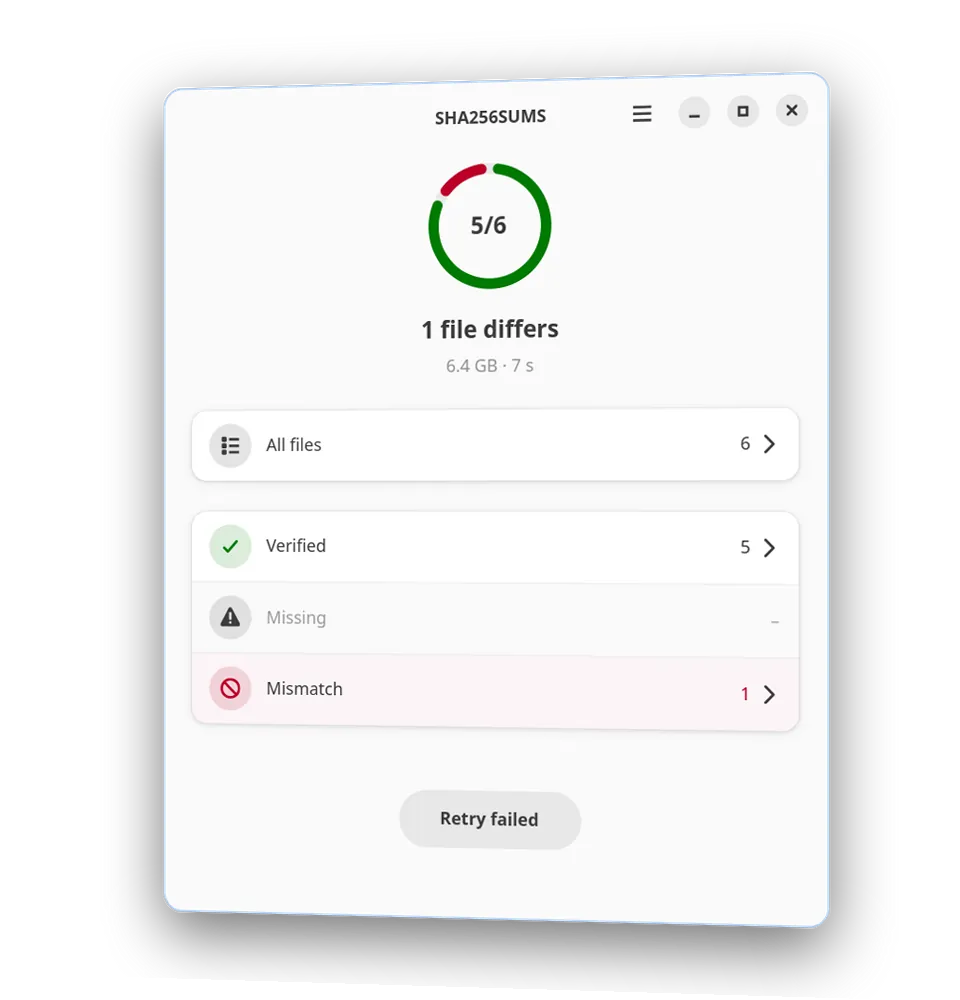 SHA256SUMS
5/6
1 file differs
6.4 GB · 7 s
All files 6
Verified 5
Missing –
Mismatch 1
Retry failed